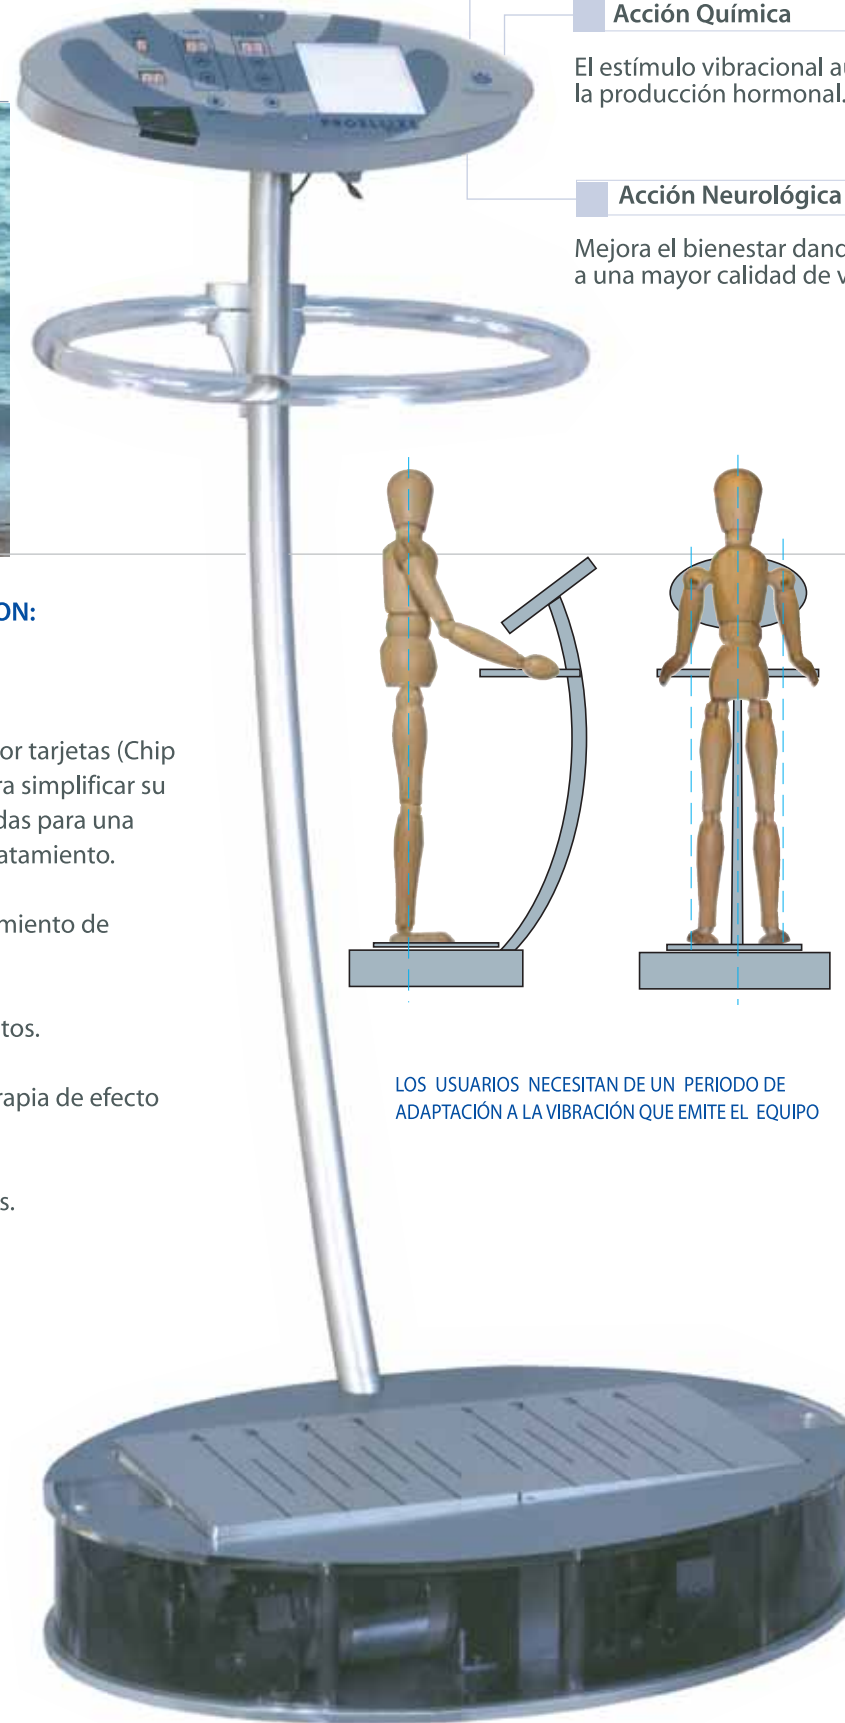 Acción Química
El estímulo vibracional au
la producción hormonal.
Acción Neurológica
Mejora el bienestar danc
a una mayor calidad de v
ON:
or tarjetas (Chip
ra simplificar su
das para una
atamiento.
miento de
tos.
rapia de efecto
s.
LOS USUARIOS NECESITAN DE UN PERIODO DE
ADAPTACIÓN A LA VIBRACIÓN QUE EMITE EL EQUIPO